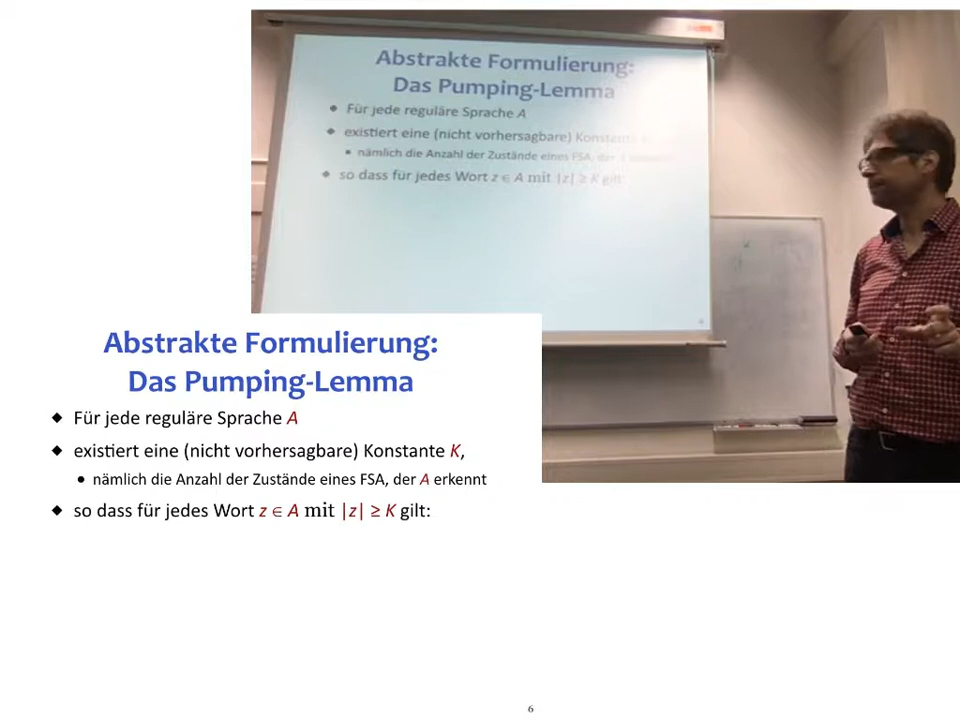 Abstrakte Formulierung:
Das Pumping-Lemma
Für jede reguläre Sprache A
existiert eine (nicht vorhersagbare) Konstante
nämlich die Anzahl der Zustände eines FSA, der
so dass für jedes Wort z ∈ A mit |z| ≥ K gilt:
Abstrakte Formulierung:
Das Pumping-Lemma
◆ Für jede reguläre Sprache A
◆ existiert eine (nicht vorhersagbare) Konstante K,
● nämlich die Anzahl der Zustände eines FSA, der A erkennt
◆ so dass für jedes Wort z ∈ A mit |z| ≥ K gilt:
6